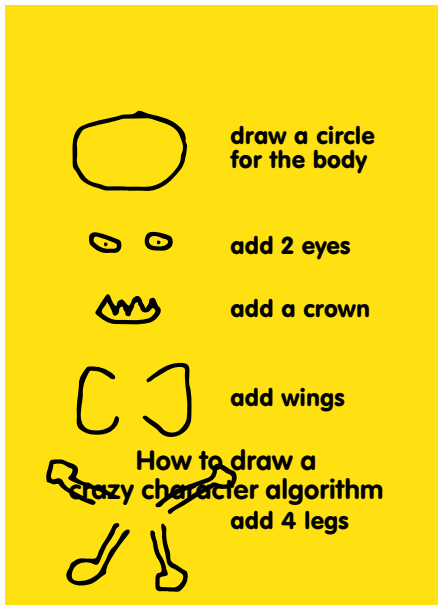 draw a circle
for the body
add 2 eyes
add a crown
add wings
How to draw a
crazy character algorithm
add 4 legs